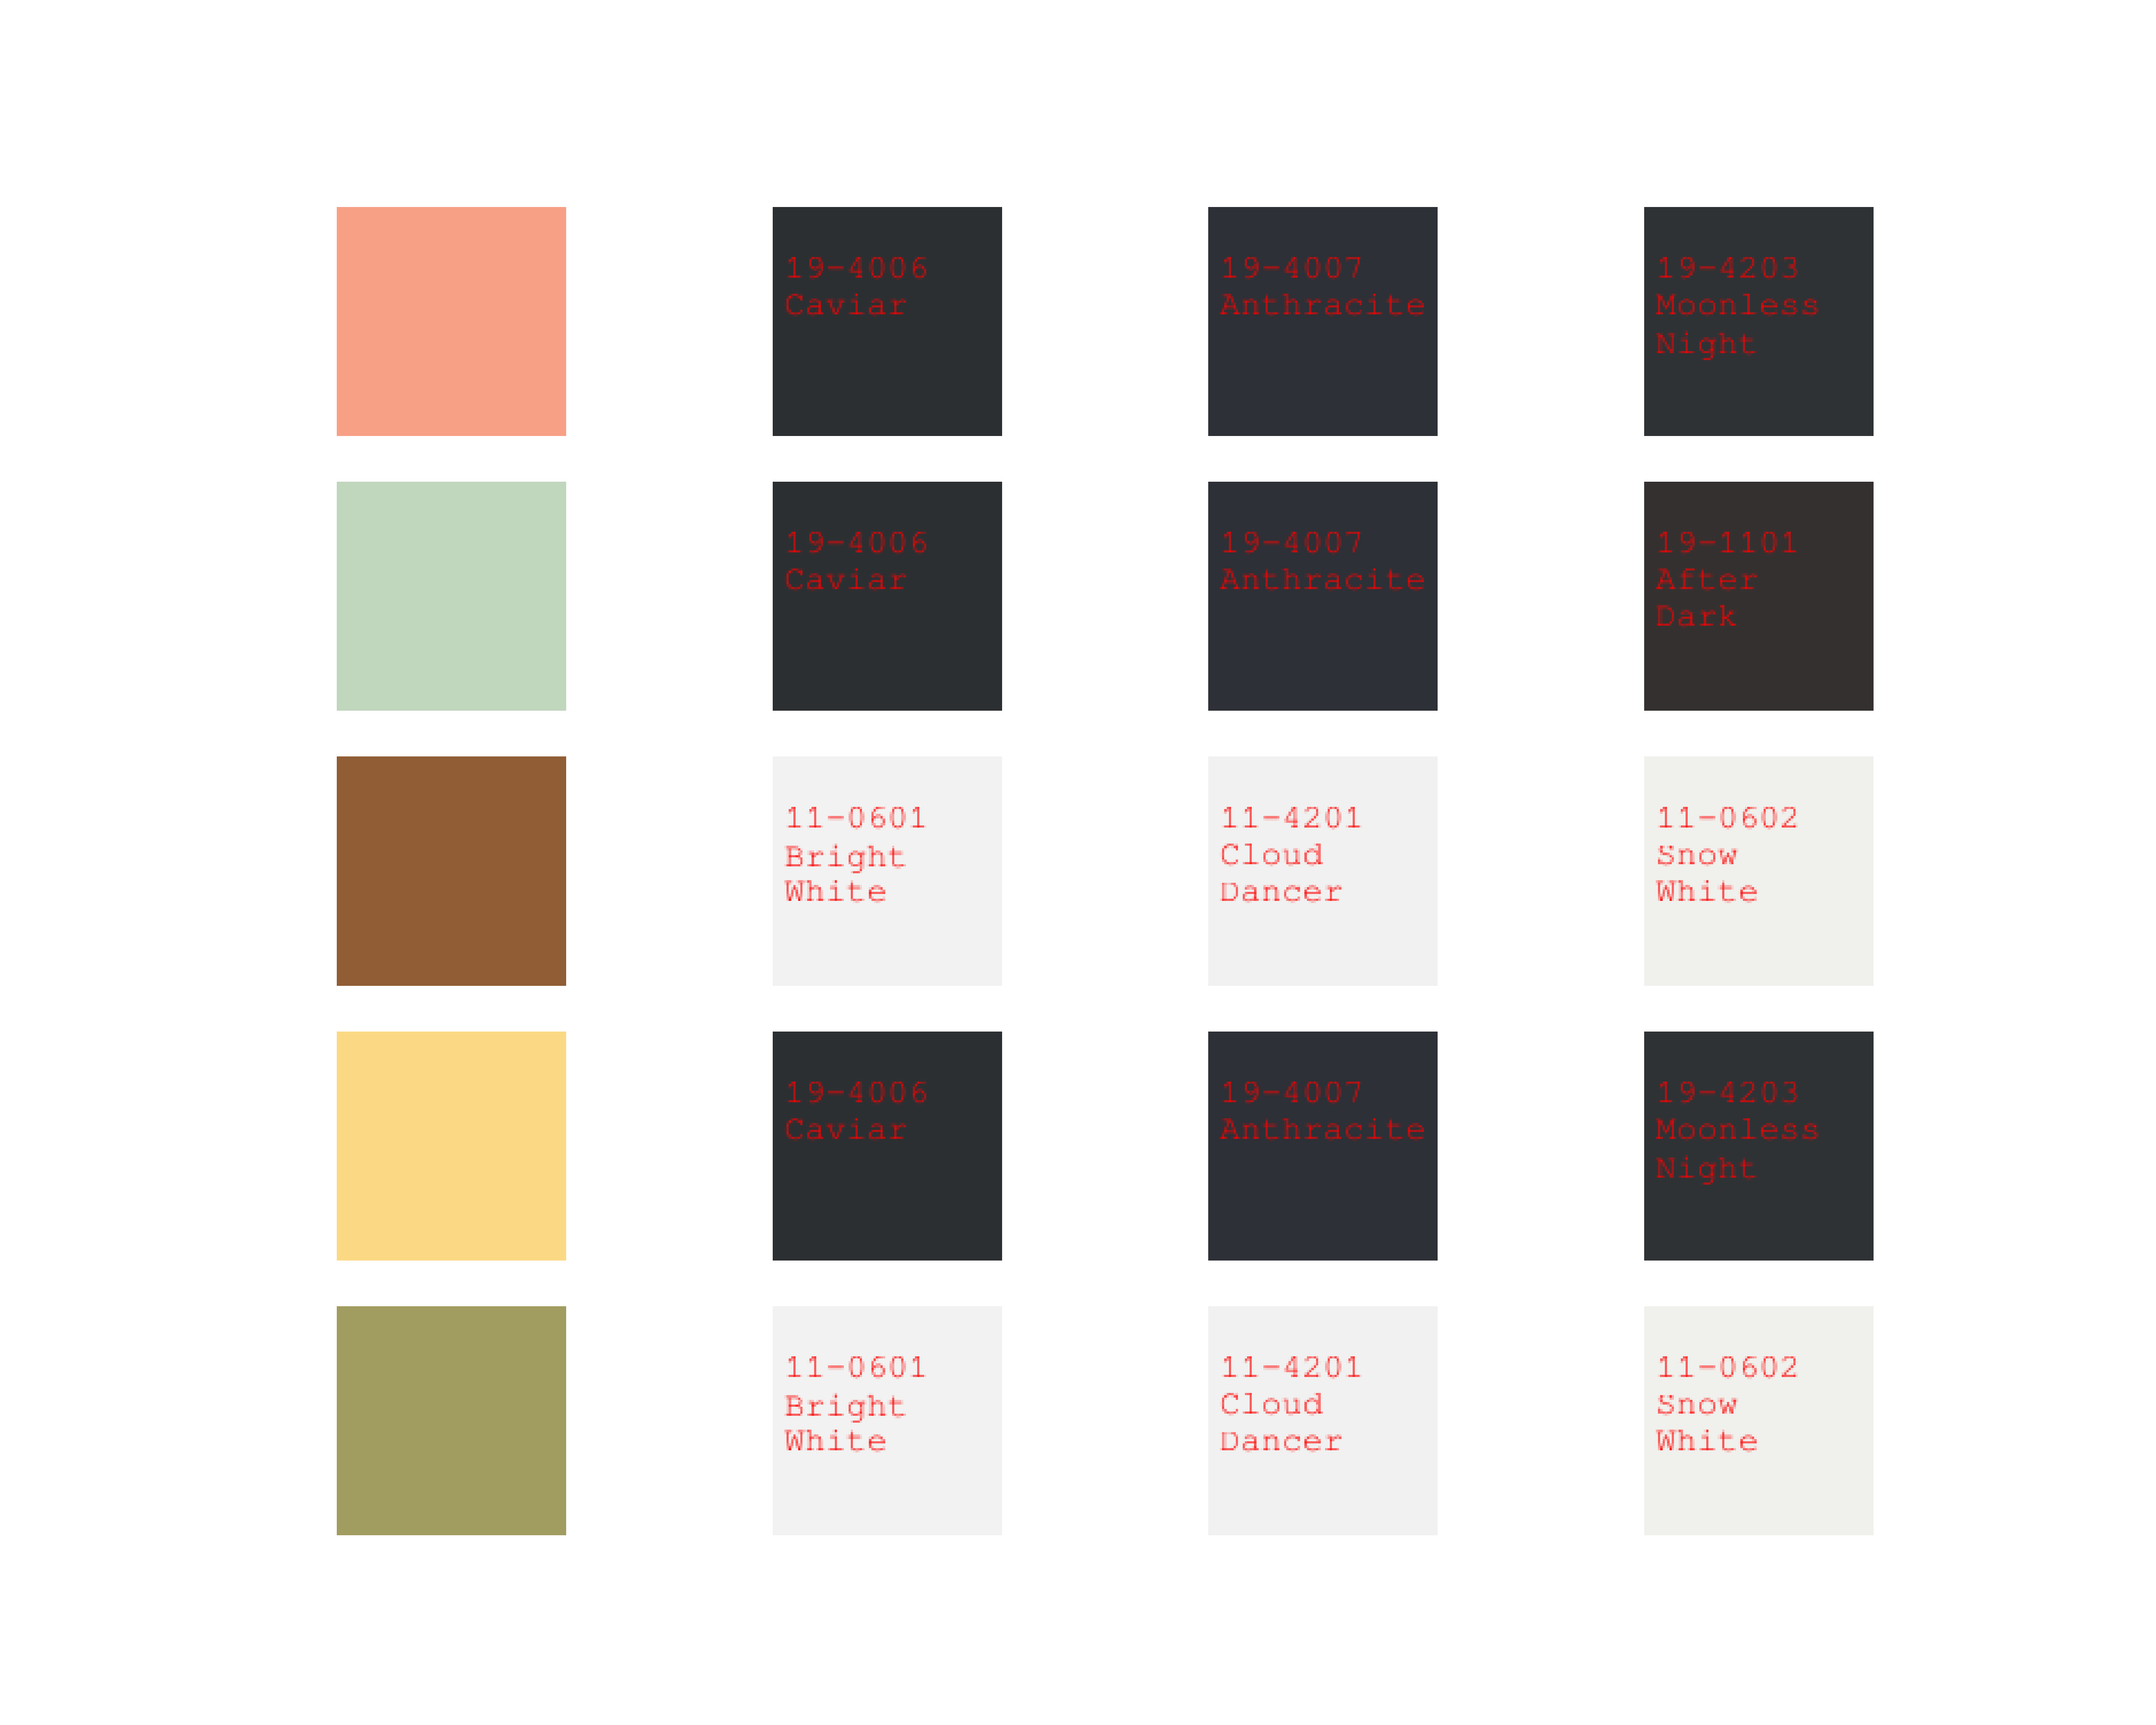 19-4006
Caviar
19-4007
Anthracite
19-4203
Moonless
Night
19-4006
Caviar
19-4007
Anthracite
19-1101
After
Dark
11-0601
Bright
White
11-4201
Cloud
Dancer
11-0602
Snow
White
19-4006
Caviar
19-4007
Anthracite
19-4203
Moonless
Night
11-0601
Bright
White
11-4201
Cloud
Dancer
11-0602
Snow
White